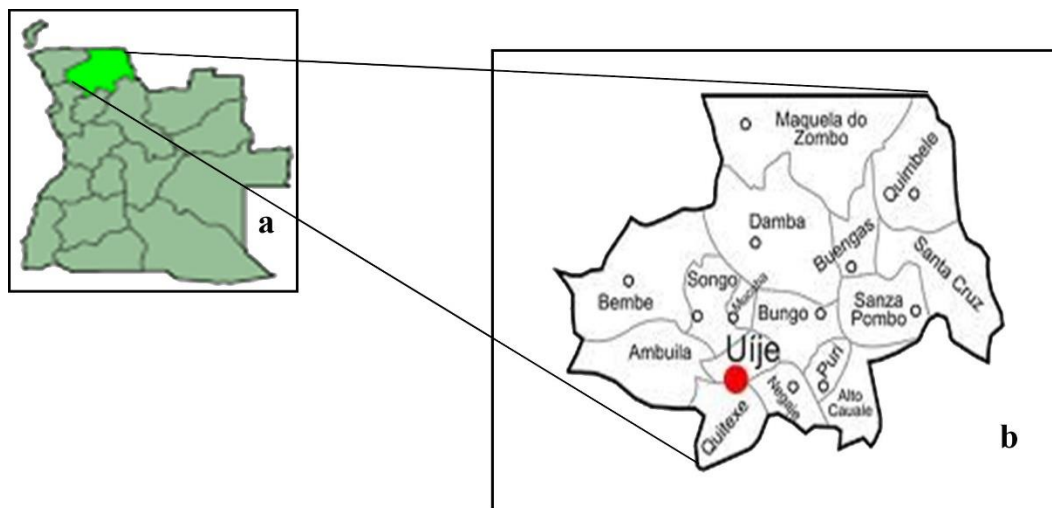 a
Maquela do
Zombo
Quimbele
Damba
Buengas
Santa Cruz
Songo
Mucaba
Bembe
Bungo
Sanza
Pombo
Ambuila
Uíje
Puri
Negaje
Alto
Cauale
Quitexe
b